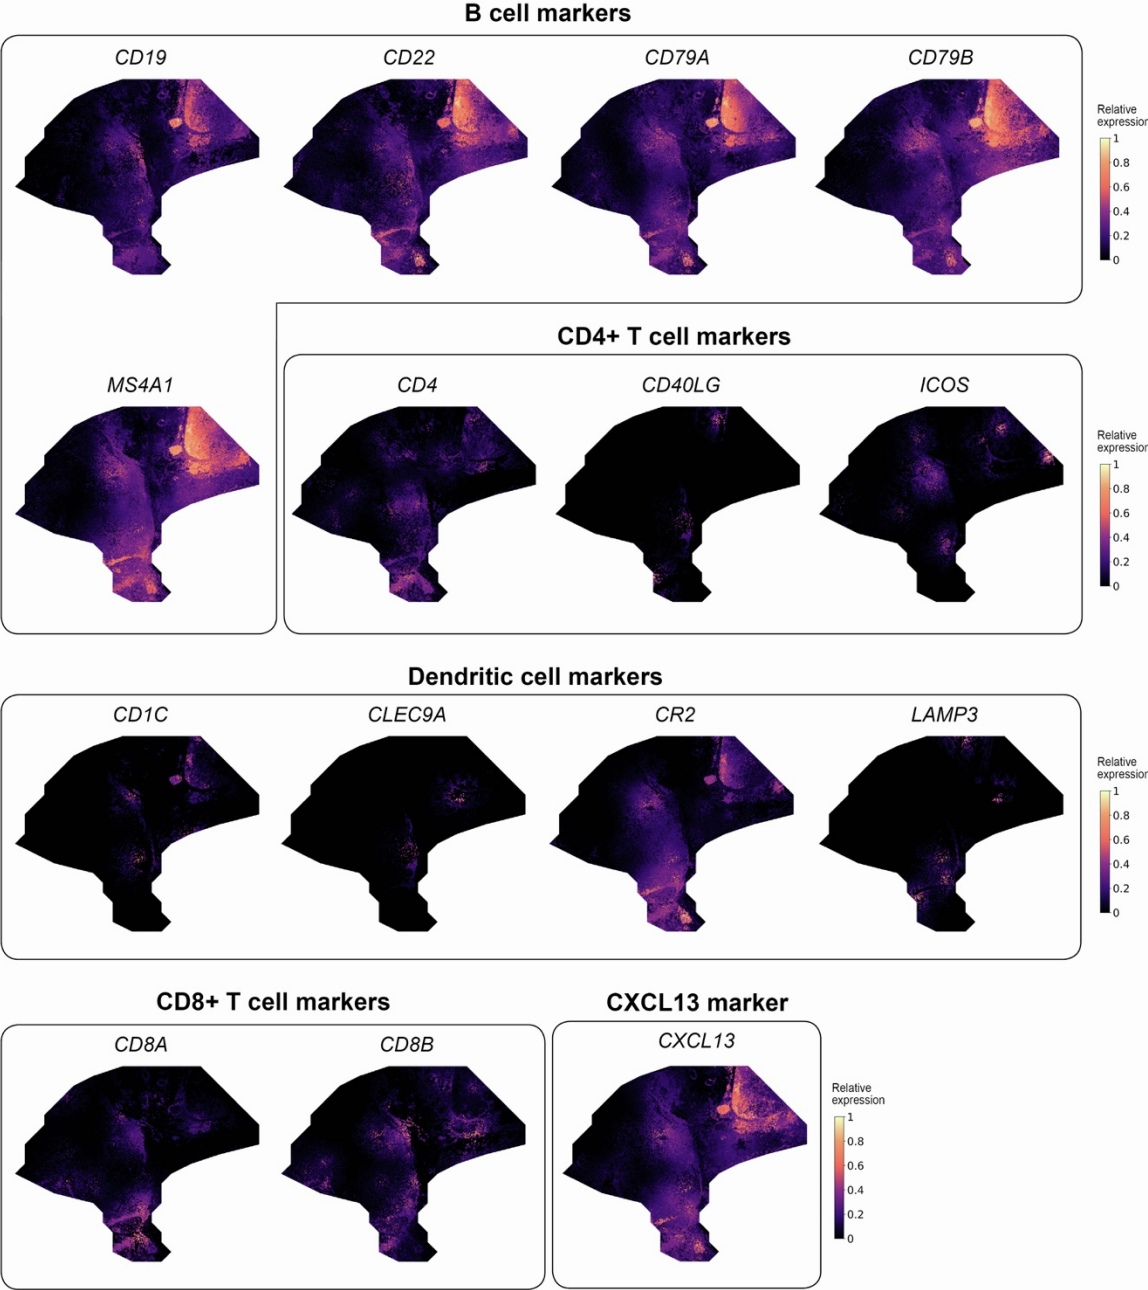 B cell markers
CD19 CD22 CD79A CD79B
Relative
expression
1
0.8
0.6
0.4
0.2
0
CD4+ T cell markers
MS4A1 CD4 CD40LG ICOS
Relative
expression
1
0.8
0.6
0.4
0.2
0
Dendritic cell markers
CD1C CLEC9A CR2 LAMP3
Relative
expression
1
0.8
0.6
0.4
0.2
0
CD8+ T cell markers CXCL13 marker
CD8A CD8B CXCL13
Relative
expression
1
0.8
0.6
0.4
0.2
0